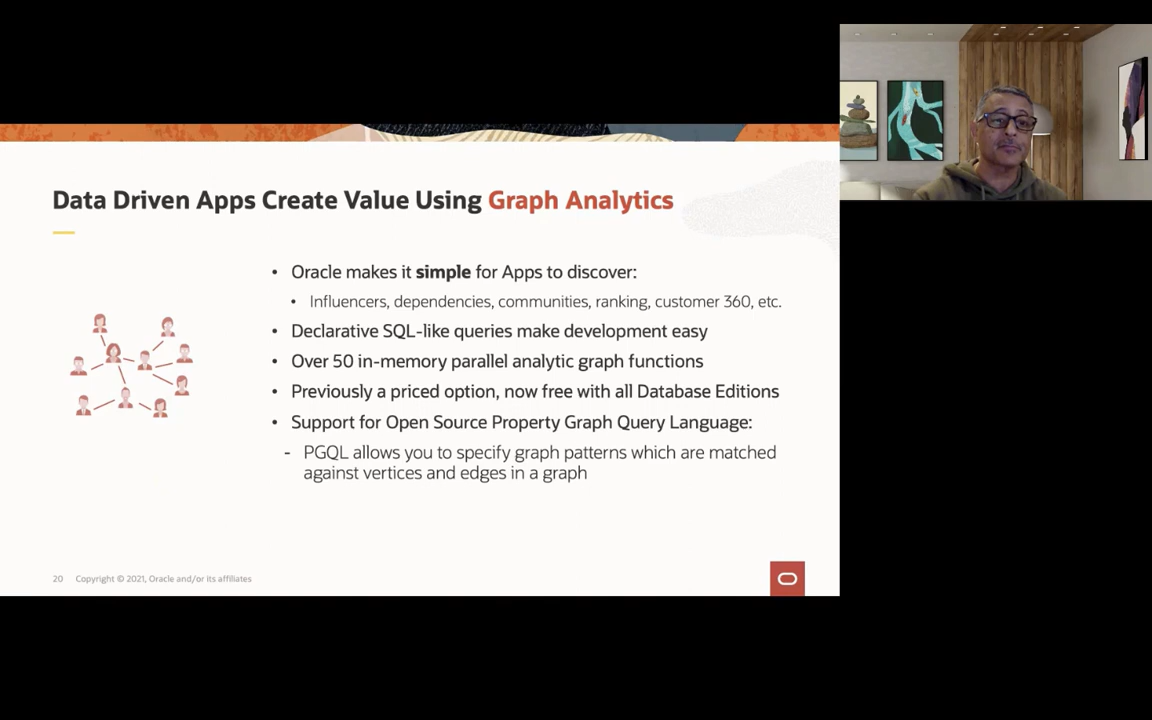 Data Driven Apps Create Value Using Graph Analytics
• Oracle makes it simple for Apps to discover:
• Influencers, dependencies, communities, ranking, customer 360, etc.
• Declarative SQL-like queries make development easy
• Over 50 in-memory parallel analytic graph functions
• Previously a priced option, now free with all Database Editions
• Support for Open Source Property Graph Query Language:
- PGQL allows you to specify graph patterns which are matched
against vertices and edges in a graph
20 Copyright © 2021, Oracle and/or its affiliates